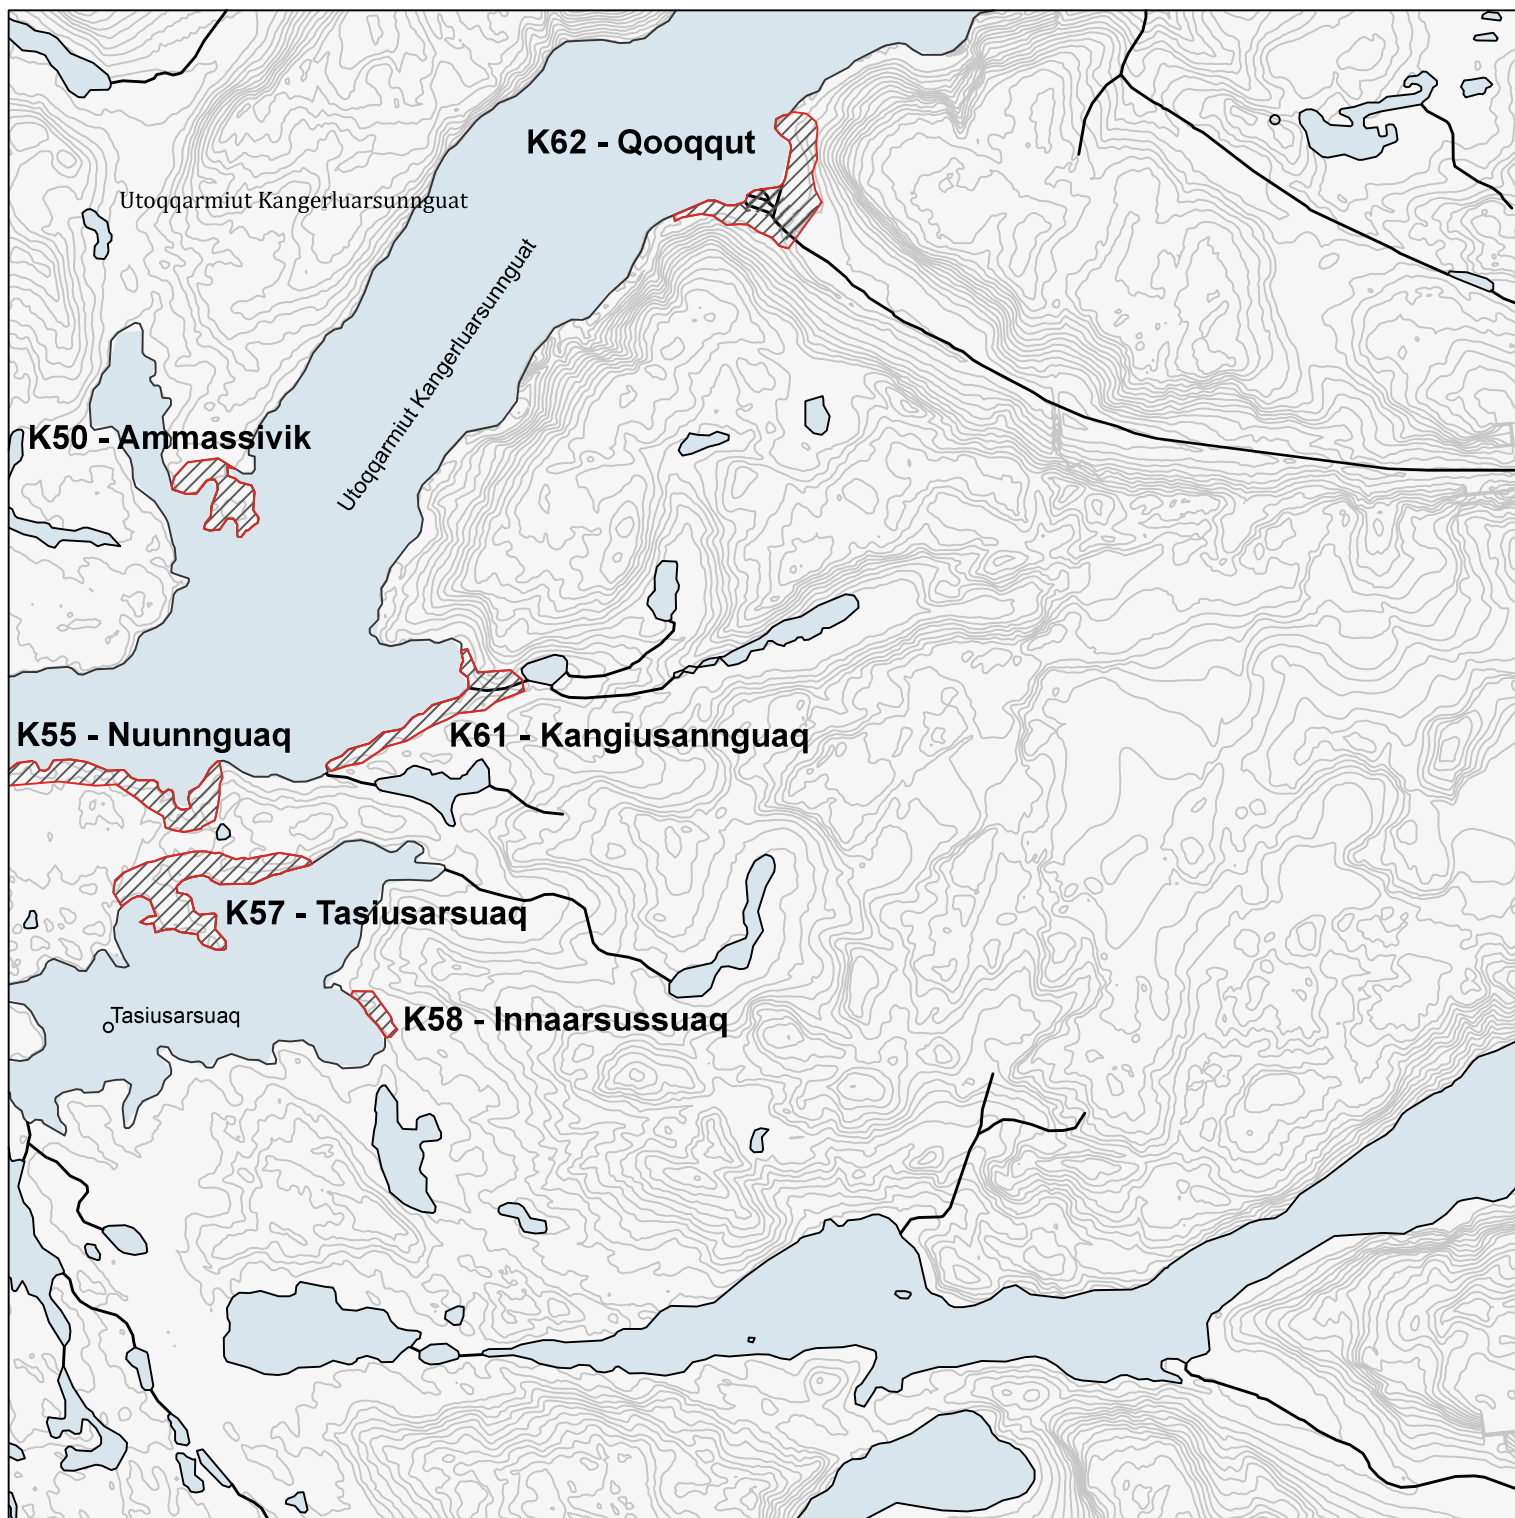 K62 - Qooqqut
Utoqqarmiut Kangerluarsunnguat
Utoqqarmiut Kangerluarsunnguat
K50 - Ammassivik
K55 - Nuunnguaq
K61 - Kangiusannguaq
K57 - Tasiusarsuaq
Tasiusarsuaq
K58 - Innaarsussuaq